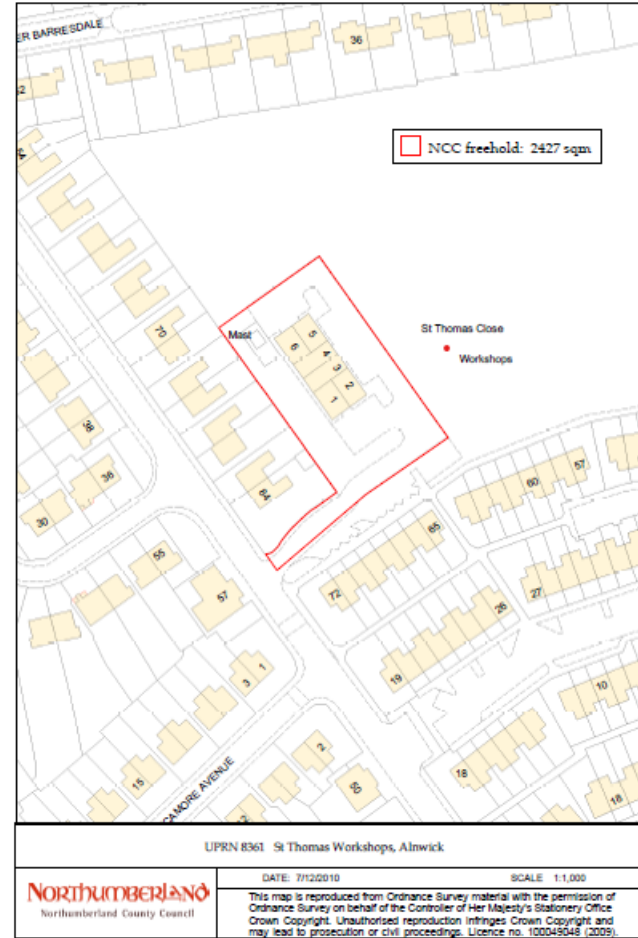 ER BARRESDALE
36
NCC freehold: 2427 sqm
70
Mast
5
6
4
3
2
1
St Thomas Close
Workshops
38
36
30
84
55
57
65
60
57
72
27
26
19
3
1
10
15
2
50
18
18
CAMORE AVENUE
UPRN 8361 St Thomas Workshops, Alnwick
NORTHUMBERLAND
Northumberland County Council
DATE: 7/12/2010
SCALE 1:1,000
This map is reproduced from Ordnance Survey material with the permission of
Ordnance Survey on behalf of the Controller of Her Majesty's Stationery Office
Crown Copyright. Unauthorised reproduction infringes Crown Copyright and
may lead to prosecution or civil proceedings. Licence no. 100049048 (2009).